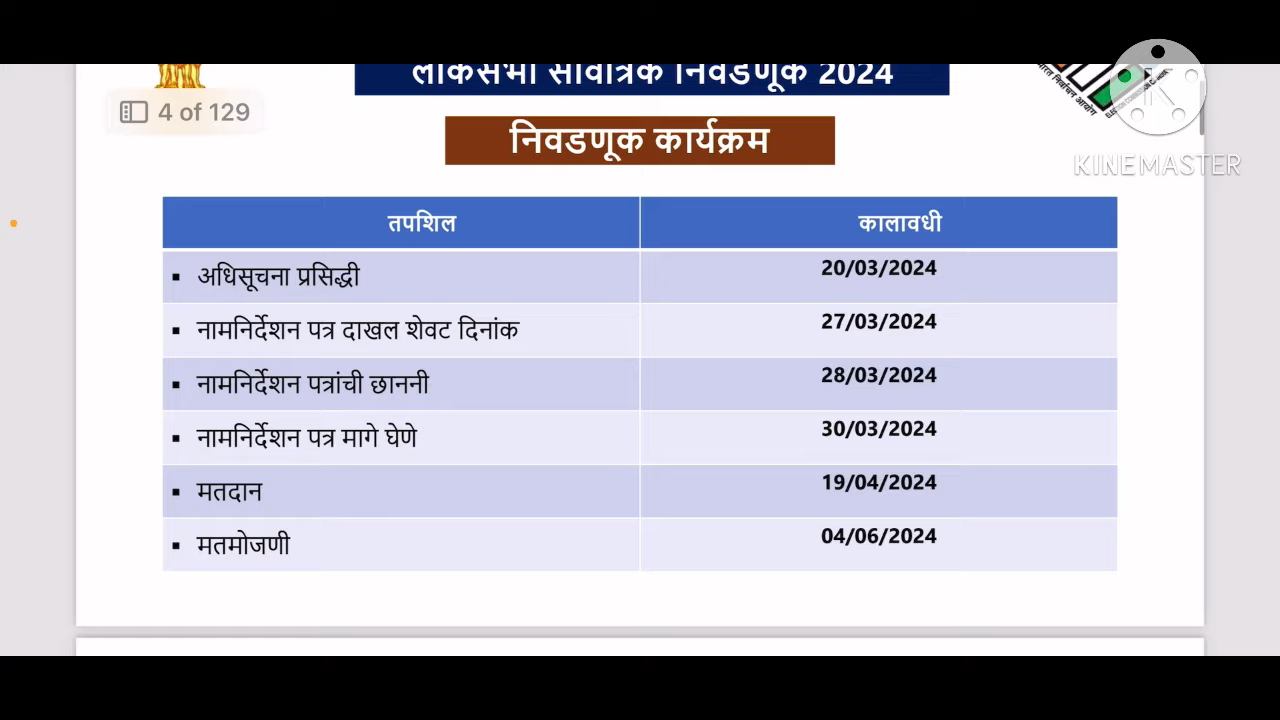 लोकसभा सार्वत्रिक निवडणूक 2024
4 of 129
निवडणूक कार्यक्रम
KINEMASTER
तपशिल कालावधी
▪ अधिसूचना प्रसिद्धी 20/03/2024
▪ नामनिर्देशन पत्र दाखल शेवट दिनांक 27/03/2024
▪ नामनिर्देशन पत्रांची छाननी 28/03/2024
▪ नामनिर्देशन पत्र मागे घेणे 30/03/2024
▪ मतदान 19/04/2024
▪ मतमोजणी 04/06/2024